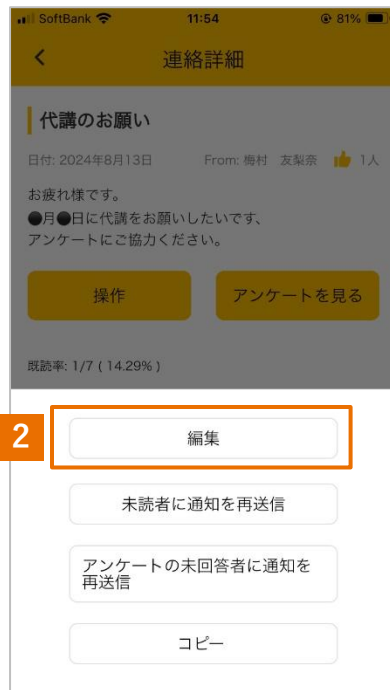 SoftBank 11:54 81%
連絡詳細
代講のお願い
日付: 2024年8月13日 From: 梅村 友梨奈 1人
お疲れ様です。
●月●日に代講をお願いしたいです、
アンケートにご協力ください。
操作 アンケートを見る
既読率: 1/7 ( 14.29% )
2 編集
未読者に通知を再送信
アンケートの未回答者に通知を
再送信
コピー